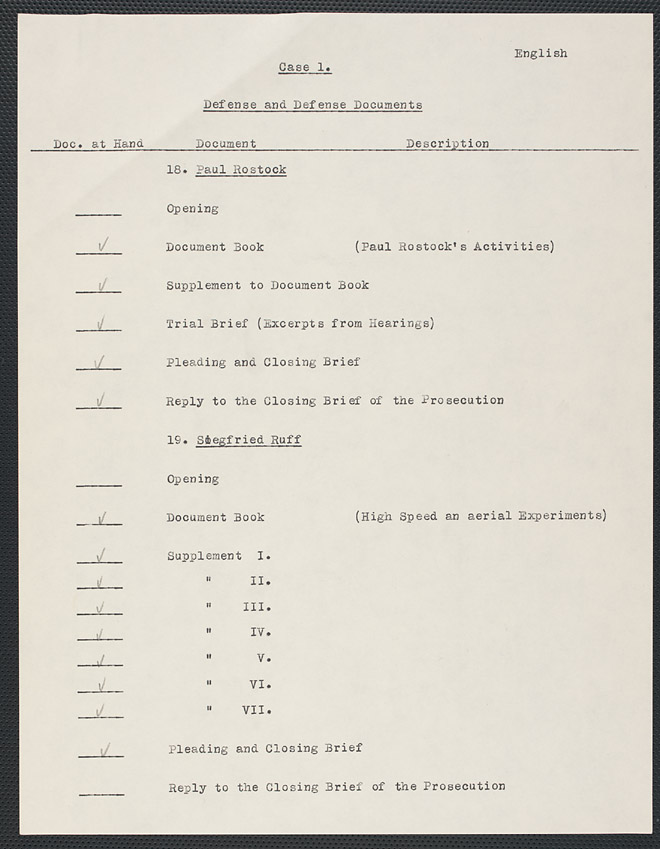 English
Case 1.
Defense and Defense Documents
Doc. at Hand Document Description
18. Paul Rostock
Opening
✓ Document Book (Paul Rostock's Activities)
✓ Supplement to Document Book
✓ Trial Brief (Excerpts from Hearings)
✓ Pleading and Closing Brief
✓ Reply to the Closing Brief of the Prosecution
19. Siegfried Ruff
Opening
✓ Document Book (High Speed an aerial Experiments)
✓ Supplement I.
✓ " II.
✓ " III.
✓ " IV.
✓ " V.
✓ " VI.
✓ " VII.
✓ Pleading and Closing Brief
Reply to the Closing Brief of the Prosecution